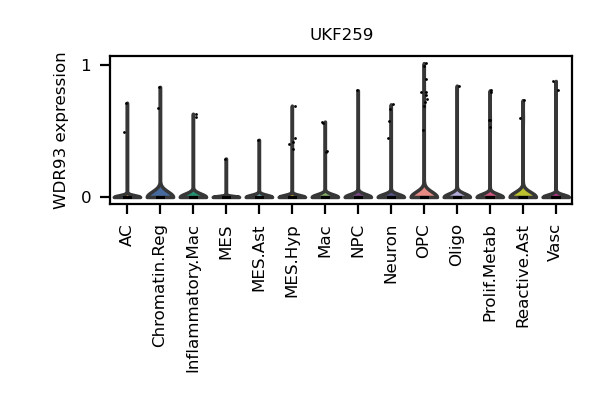 UKF259
WDR93 expression
1
0
AC
Chromatin.Reg
Inflammatory.Mac
MES
MES.Ast
MES.Hyp
Mac
NPC
Neuron
OPC
Oligo
Prolif.Metab
Reactive.Ast
Vasc